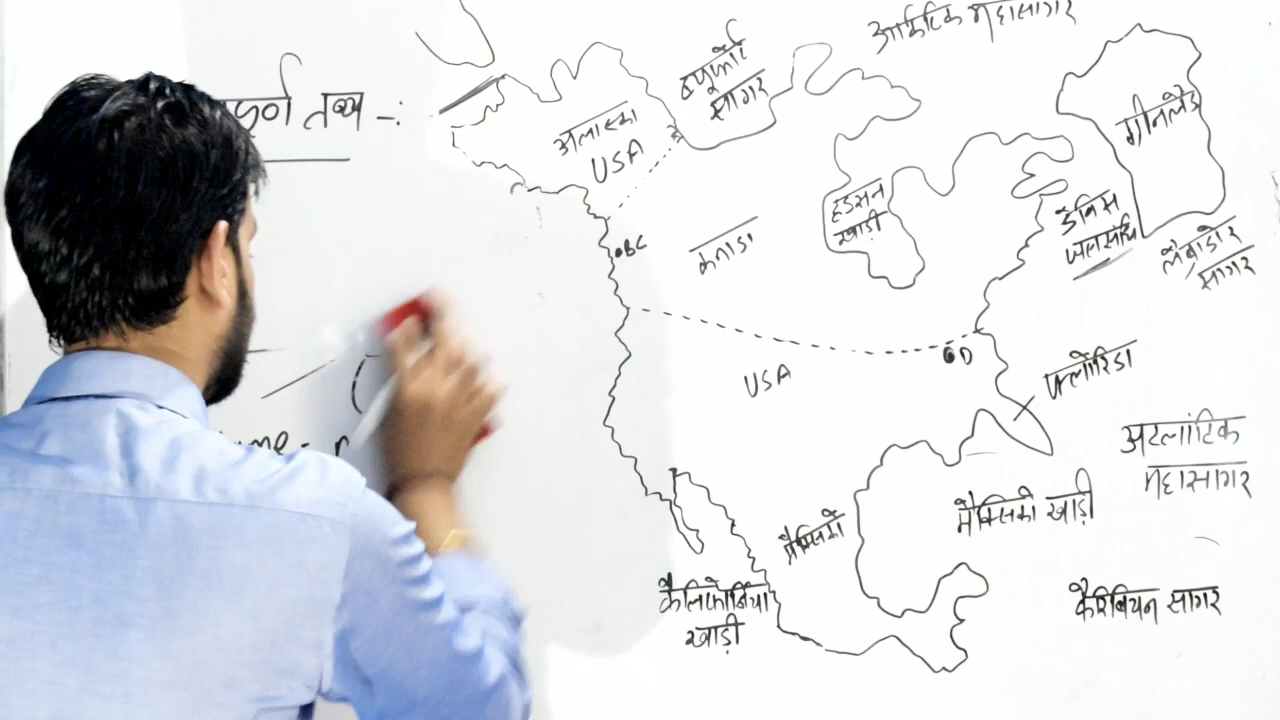 तथ्य -:
आर्कटिक महासागर
ब्यूफोर्ट
सागर
ग्रीनलैंड
अलास्का
USA
हडसन
खाड़ी
डेविस
जलसंधि
लैब्राडोर
सागर
BC
कनाडा
D
USA
फ्लोरिडा
अटलांटिक
महासागर
मैक्सिको खाड़ी
मैक्सिको
कैलिफोर्निया
खाड़ी
कैरिबियन सागर